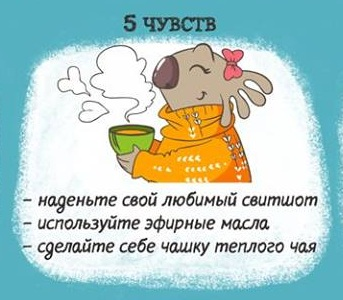 5 ЧУВСТВ
- наденьте свой любимый свитшот
- используйте эфирные масла
- сделайте себе чашку теплого чая